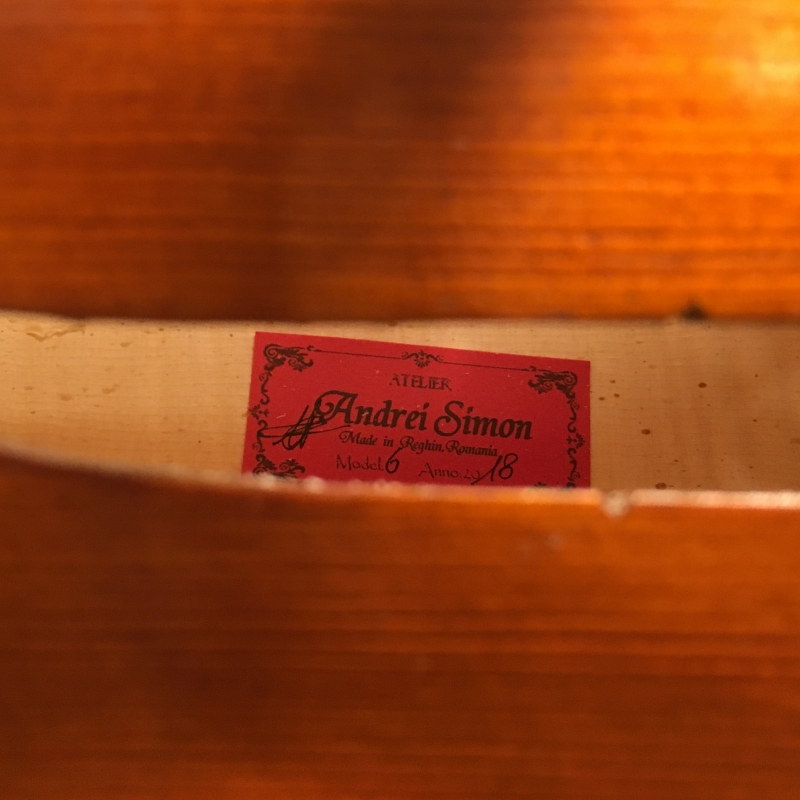 ATELIER
Andrei Simon
Made in Reghin, Romania
Model: 6 Anno: 2018